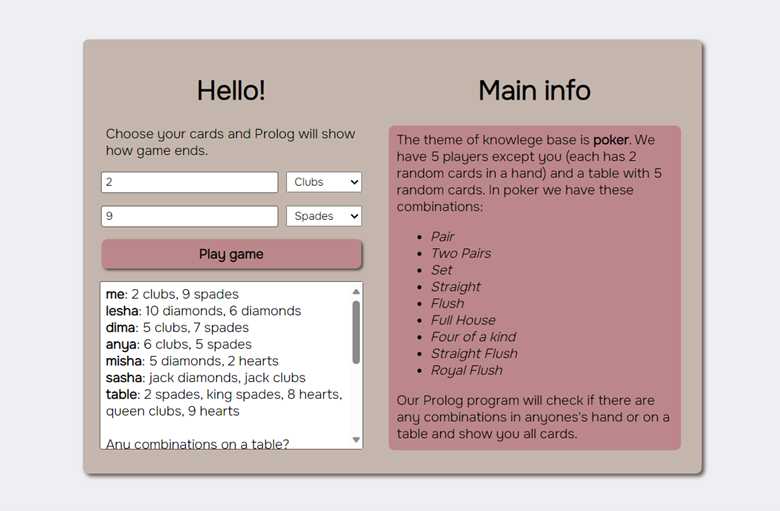 Hello!
Choose your cards and Prolog will show
how game ends.
2
Clubs
9
Spades
Play game
me: 2 clubs, 9 spades
lesha: 10 diamonds, 6 diamonds
dima: 5 clubs, 7 spades
anya: 6 clubs, 5 spades
misha: 5 diamonds, 2 hearts
sasha: jack diamonds, jack clubs
table: 2 spades, king spades, 8 hearts,
queen clubs, 9 hearts
Any combinations on a table?
Main info
The theme of knowlege base is poker. We
have 5 players except you (each has 2
random cards in a hand) and a table with 5
random cards. In poker we have these
combinations:
• Pair
• Two Pairs
• Set
• Straight
• Flush
• Full House
• Four of a kind
• Straight Flush
• Royal Flush
Our Prolog program will check if there are
any combinations in anyones's hand or on a
table and show you all cards.